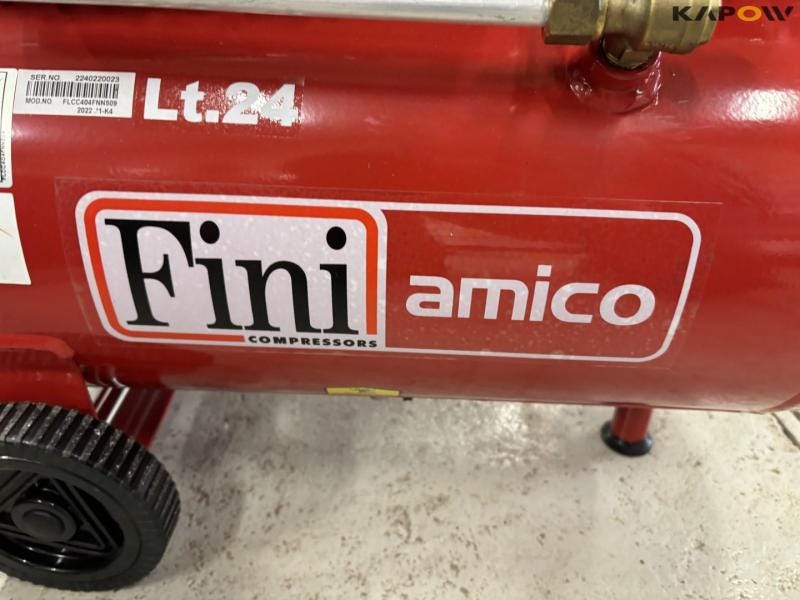 KAPOW
SER.NO. 2240220023
MOD.NO. FLCC404FNN509
Lt.24
Fini
COMPRESSORS
amico